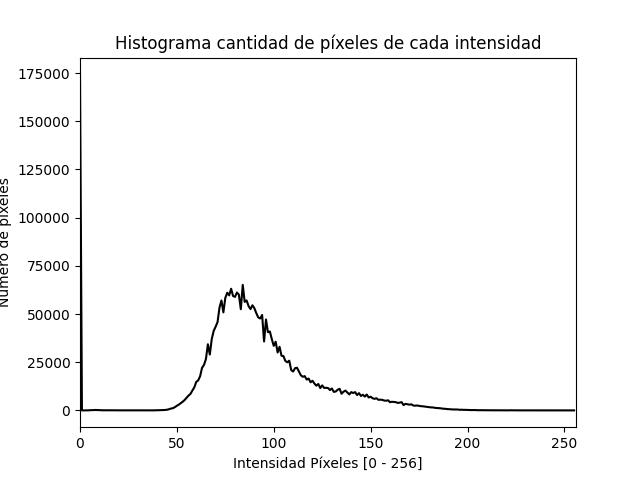 Histograma cantidad de píxeles de cada intensidad
175000
150000
125000
100000
75000
50000
25000
0
Número de píxeles
0 50 100 150 200 250
Intensidad Píxeles [0 - 256]